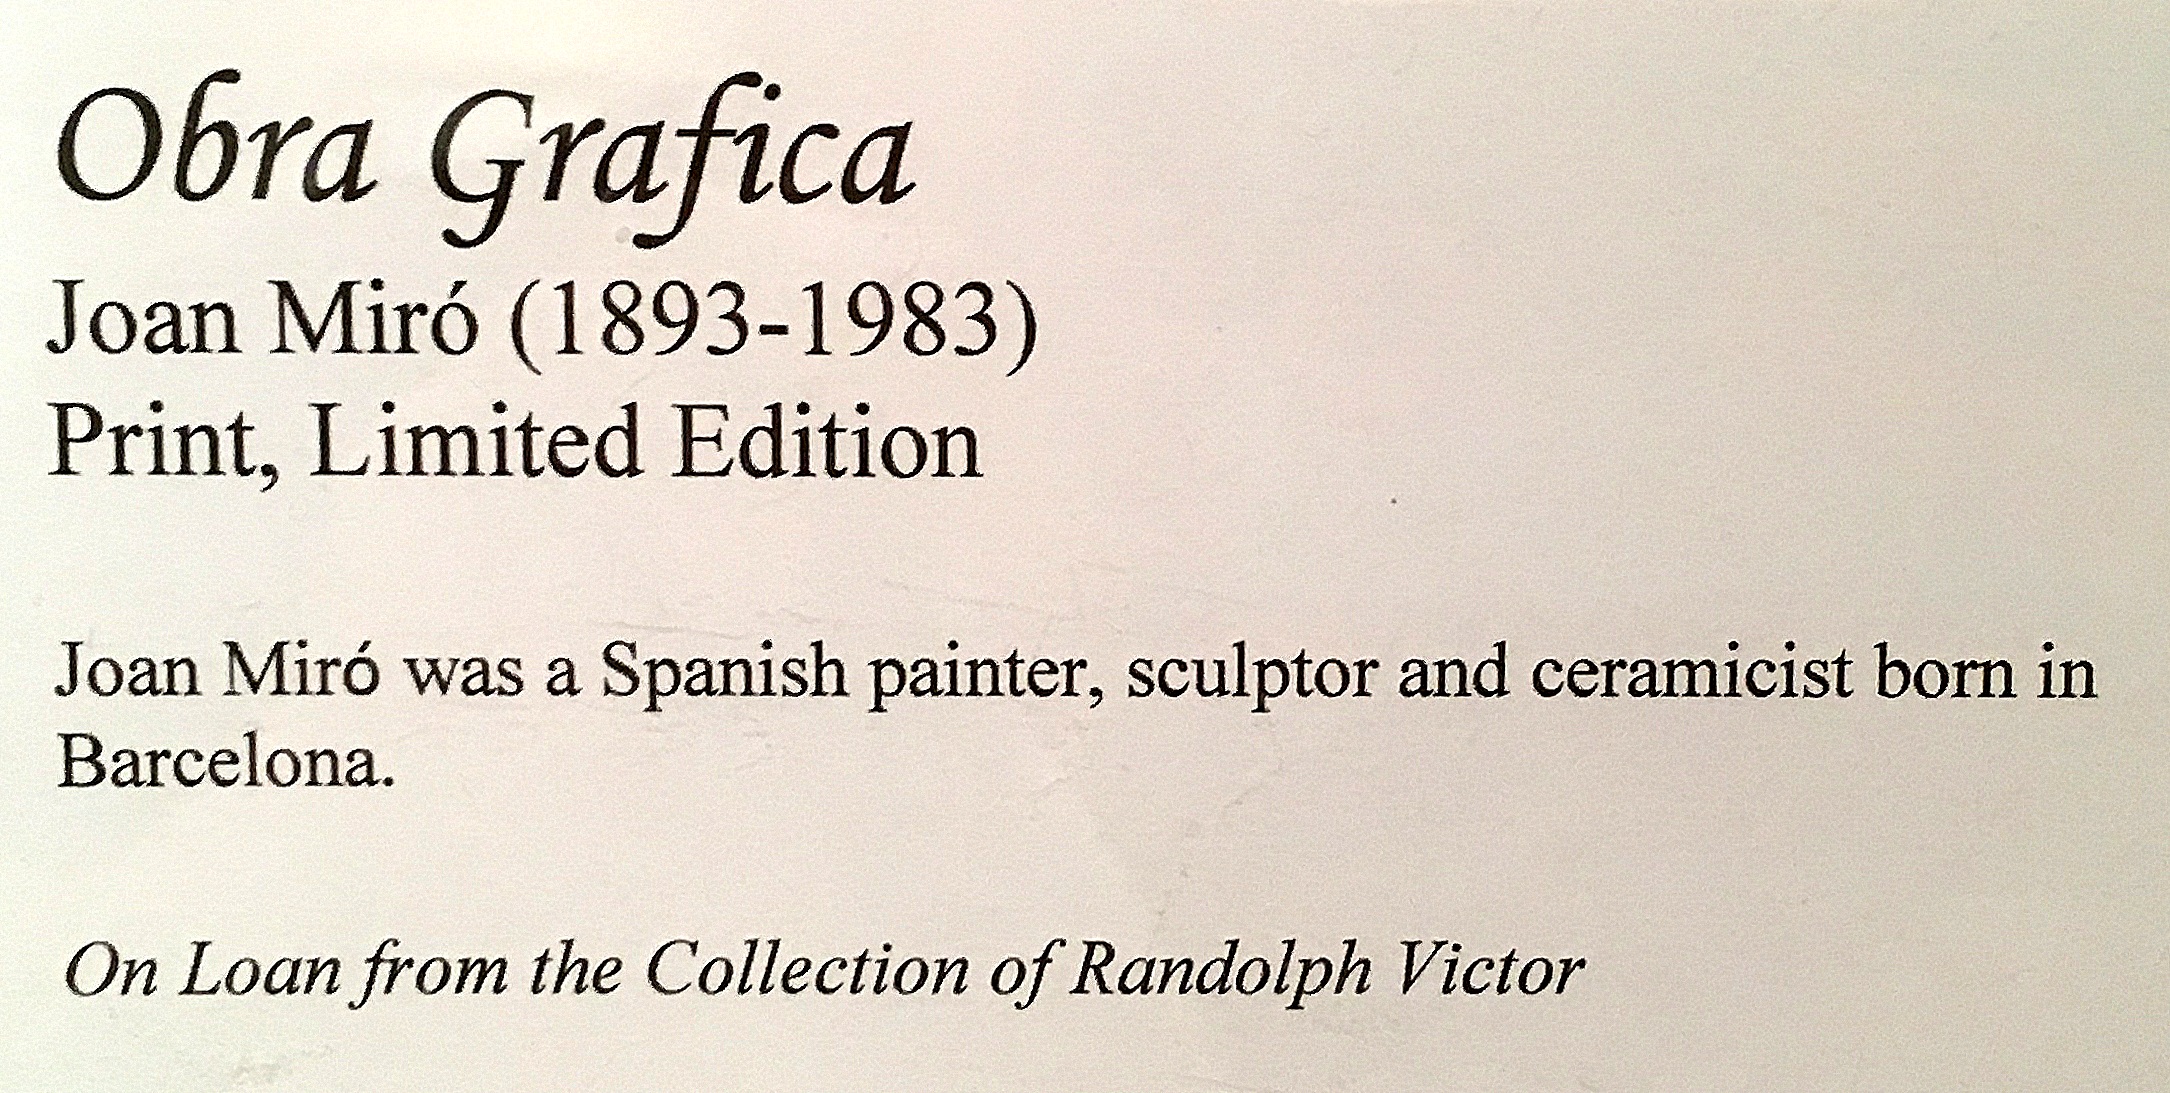 Obra Grafica
Joan Miró (1893-1983)
Print, Limited Edition
Joan Miró was a Spanish painter, sculptor and ceramicist born in
Barcelona.
On Loan from the Collection of Randolph Victor